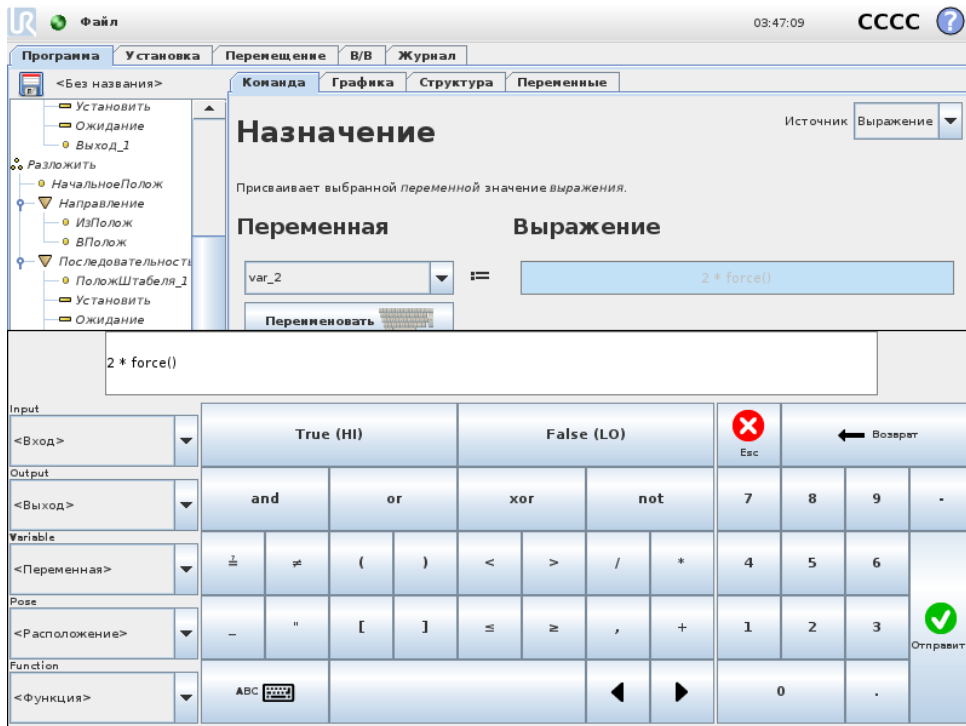 UR Файл 03:47:09 CCCC ?
Программа Установка Перемещение В/В Журнал
<Без названия> Команда Графика Структура Переменные
Установить
Ожидание
Выход_1
Разложить
НачальноеПолож
Направление
ИзПолож
ВПолож
Последовательность
ПоложШтабеля_1
Установить
Ожидание
Назначение
Источник Выражение
Присваивает выбранной переменной значение выражения.
Переменная Выражение
var_2 := 2 * force()
Переименовать
2 * force()
Input
<Вход> True (HI) False (LO) Esc Возврат
Output
<Выход> and or xor not 7 8 9 -
Variable
<Переменная> ≟ ≠ ( ) < > / * 4 5 6
Pose
<Расположение> _ " [ ] ≤ ≥ , + 1 2 3 Отправит
Function
<Функция> ABC 0 .